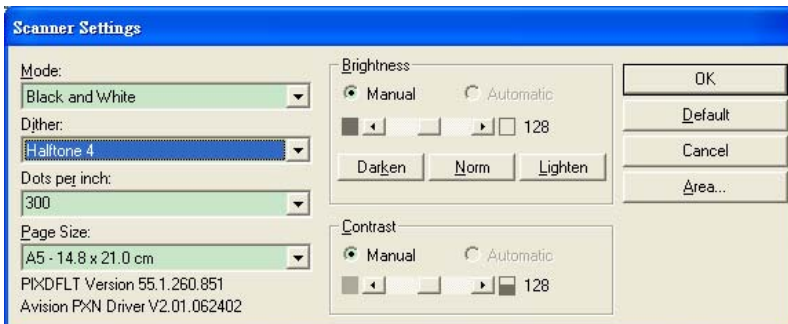 Scanner Settings
Mode:
Black and White
Dither:
Halftone 4
Dots per inch:
300
Page Size:
A5 - 14.8 x 21.0 cm
PIXDFLT Version 55.1.260.851
Avision PXN Driver V2.01.062402
Brightness
Manual Automatic
128
Darken Norm Lighten
Contrast
Manual Automatic
128
OK
Default
Cancel
Area...